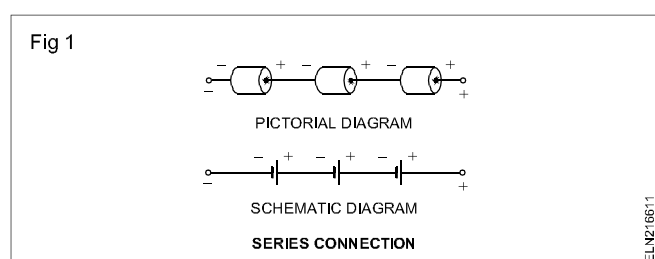 Fig 1
− + − + − +
− +
PICTORIAL DIAGRAM
− + − + − +
− +
SCHEMATIC DIAGRAM
SERIES CONNECTION
ELN216611